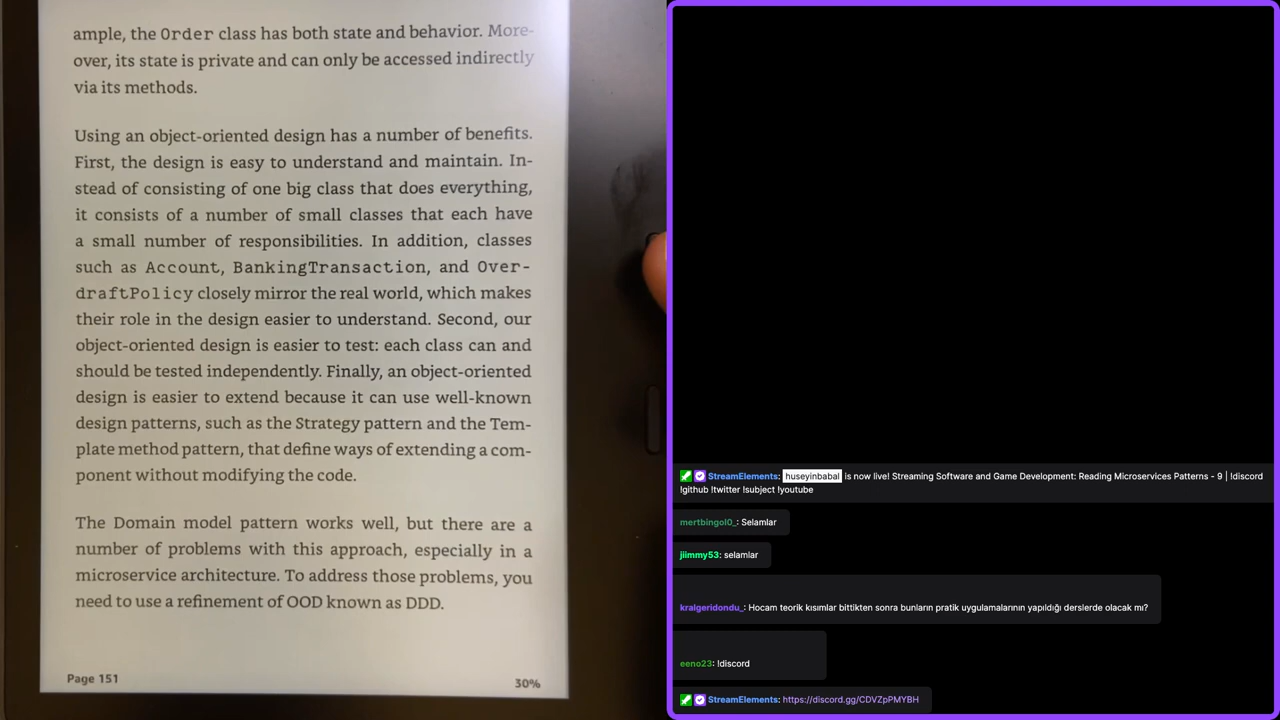 ample, the Order class has both state and behavior. More-
over, its state is private and can only be accessed indirectly
via its methods.
Using an object-oriented design has a number of benefits.
First, the design is easy to understand and maintain. In-
stead of consisting of one big class that does everything,
it consists of a number of small classes that each have
a small number of responsibilities. In addition, classes
such as Account, BankingTransaction, and Over-
draftPolicy closely mirror the real world, which makes
their role in the design easier to understand. Second, our
object-oriented design is easier to test: each class can and
should be tested independently. Finally, an object-oriented
design is easier to extend because it can use well-known
design patterns, such as the Strategy pattern and the Tem-
plate method pattern, that define ways of extending a com-
ponent without modifying the code.
The Domain model pattern works well, but there are a
number of problems with this approach, especially in a
microservice architecture. To address those problems, you
need to use a refinement of OOD known as DDD.
Page 151
30%
StreamElements: huseyinbabal is now live! Streaming Software and Game Development: Reading Microservices Patterns - 9 | !discord
!github !twitter !subject !youtube
mertbingol0_: Selamlar
jiimmy53: selamlar
kralgeridondu_: Hocam teorik kısımlar bittikten sonra bunların pratik uygulamalarının yapıldığı derslerde olacak mı?
eeno23: !discord
StreamElements: https://discord.gg/CDVZpPMYBH